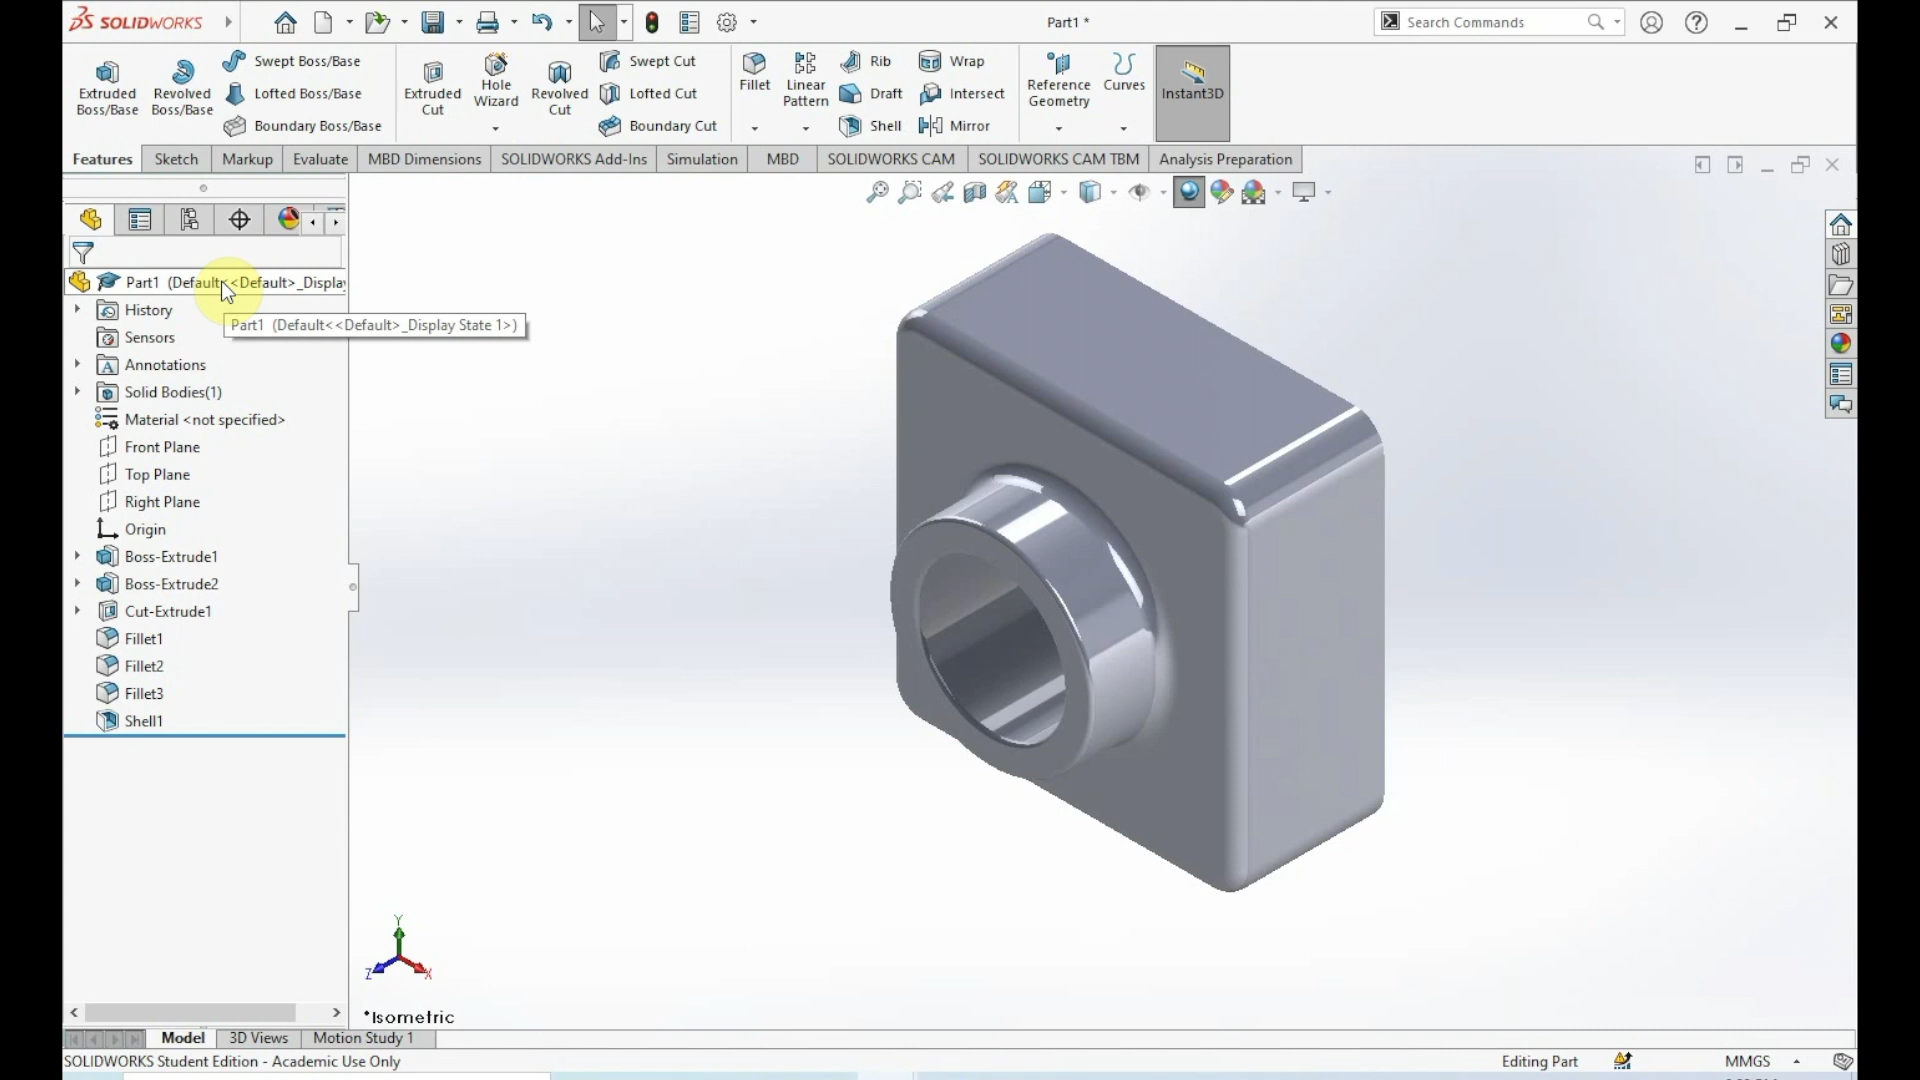 SOLIDWORKS
Part1 *
Search Commands
Extruded Boss/Base
Revolved Boss/Base
Swept Boss/Base
Lofted Boss/Base
Boundary Boss/Base
Extruded Cut
Hole Wizard
Revolved Cut
Swept Cut
Lofted Cut
Boundary Cut
Fillet
Linear Pattern
Rib
Draft
Shell
Wrap
Intersect
Mirror
Reference Geometry
Curves
Instant3D
Features
Sketch
Markup
Evaluate
MBD Dimensions
SOLIDWORKS Add-Ins
Simulation
MBD
SOLIDWORKS CAM
SOLIDWORKS CAM TBM
Analysis Preparation
Part1 (Default<<Default>_Display
Part1 (Default<<Default>_Display State 1>)
History
Sensors
Annotations
Solid Bodies(1)
Material <not specified>
Front Plane
Top Plane
Right Plane
Origin
Boss-Extrude1
Boss-Extrude2
Cut-Extrude1
Fillet1
Fillet2
Fillet3
Shell1
Y
Z
X
*Isometric
Model
3D Views
Motion Study 1
SOLIDWORKS Student Edition - Academic Use Only
Editing Part
MMGS